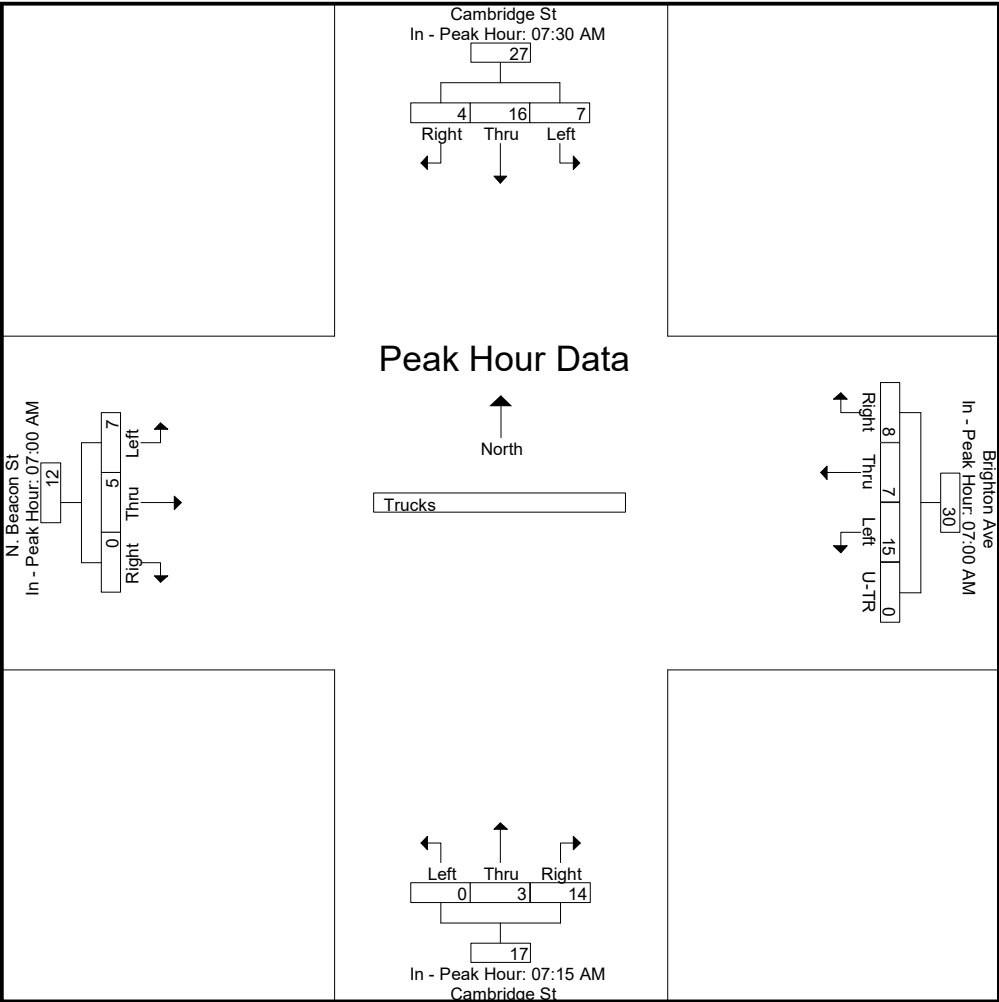 Cambridge St
In - Peak Hour: 07:30 AM
27
4 16 7
Right Thru Left
Peak Hour Data
North
Trucks
N. Beacon St
In - Peak Hour: 07:00 AM
12
7 5 0
Left Thru Right
Brighton Ave
In - Peak Hour: 07:00 AM
30
8 7 15 0
Right Thru Left U-TR
Left Thru Right
0 3 14
17
In - Peak Hour: 07:15 AM
Cambridge St